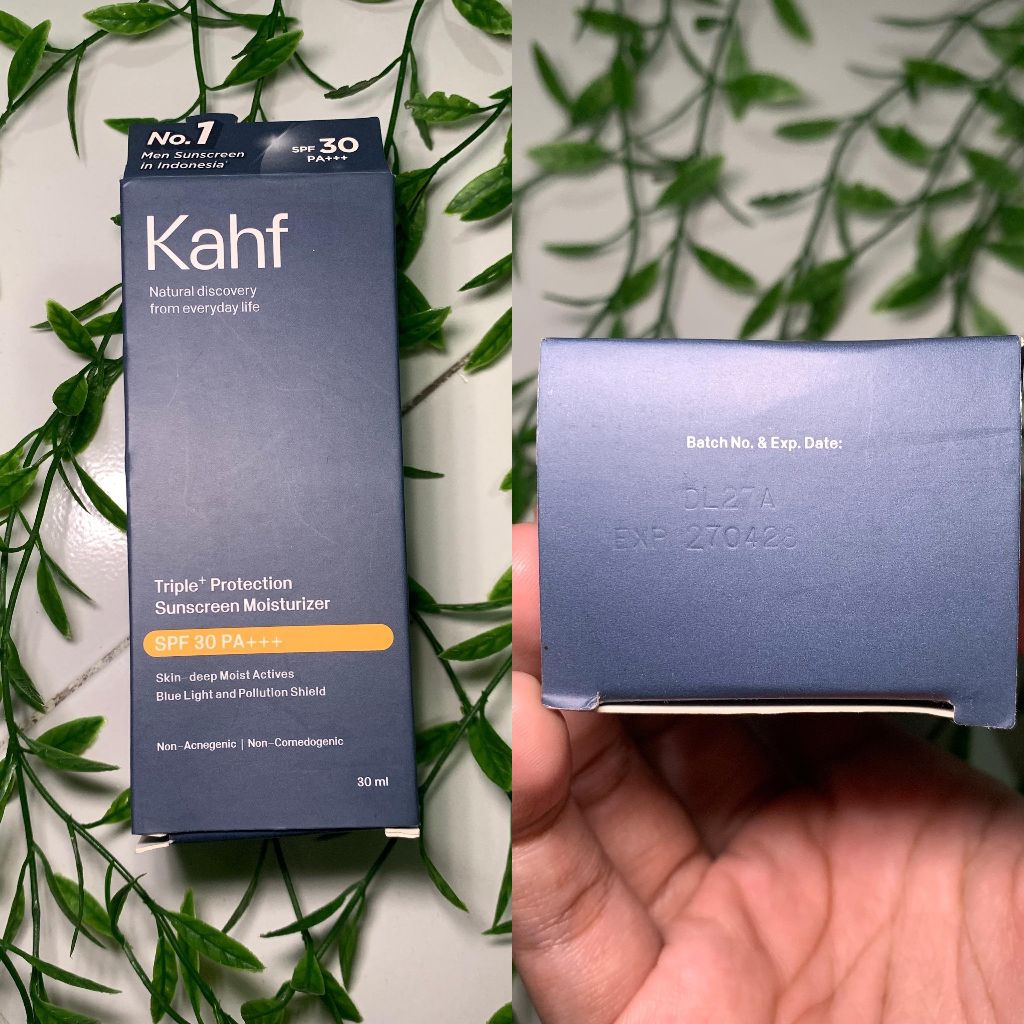 No.1
Men Sunscreen
in Indonesia*
SPF 30
PA+++
Kahf
Natural discovery
from everyday life
Triple⁺ Protection
Sunscreen Moisturizer
SPF 30 PA+++
Skin-deep Moist Actives
Blue Light and Pollution Shield
Non-Acnegenic | Non-Comedogenic
30 ml
Batch No. & Exp. Date:
DL27A
EXP